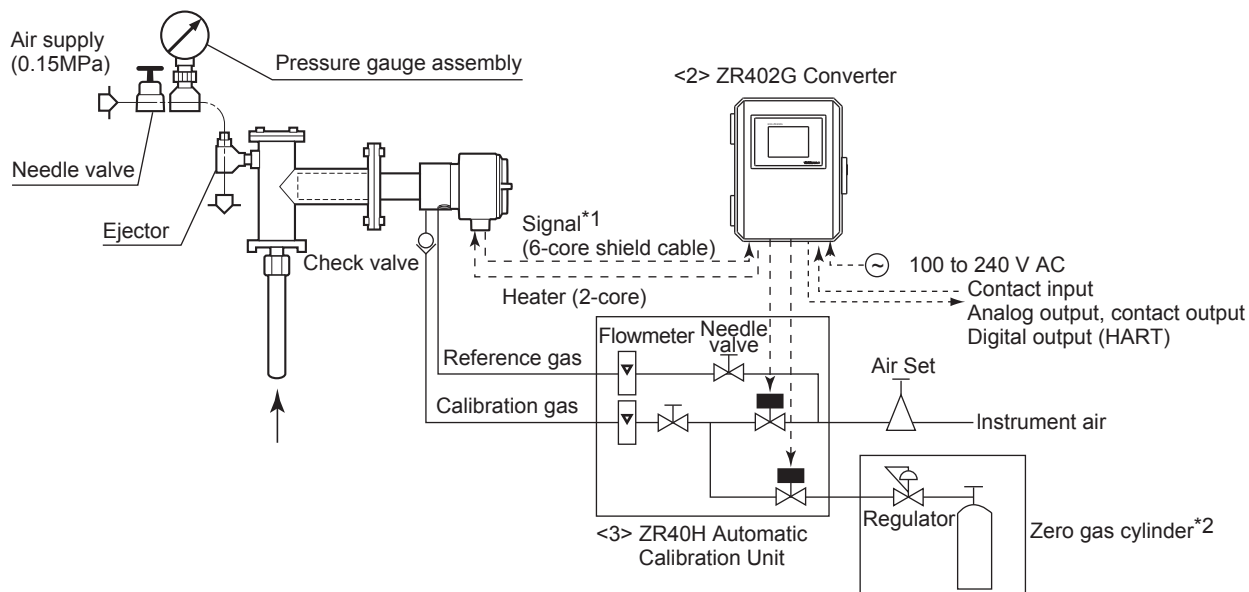 Air supply
(0.15MPa)
Pressure gauge assembly
<2> ZR402G Converter
Needle valve
Ejector
Check valve
Signal*1
(6-core shield cable)
Heater (2-core)
~ 100 to 240 V AC
Contact input
Analog output, contact output
Digital output (HART)
Flowmeter
Needle
valve
Reference gas
Air Set
Calibration gas
Instrument air
Regulator
Zero gas cylinder*2
<3> ZR40H Automatic
Calibration Unit